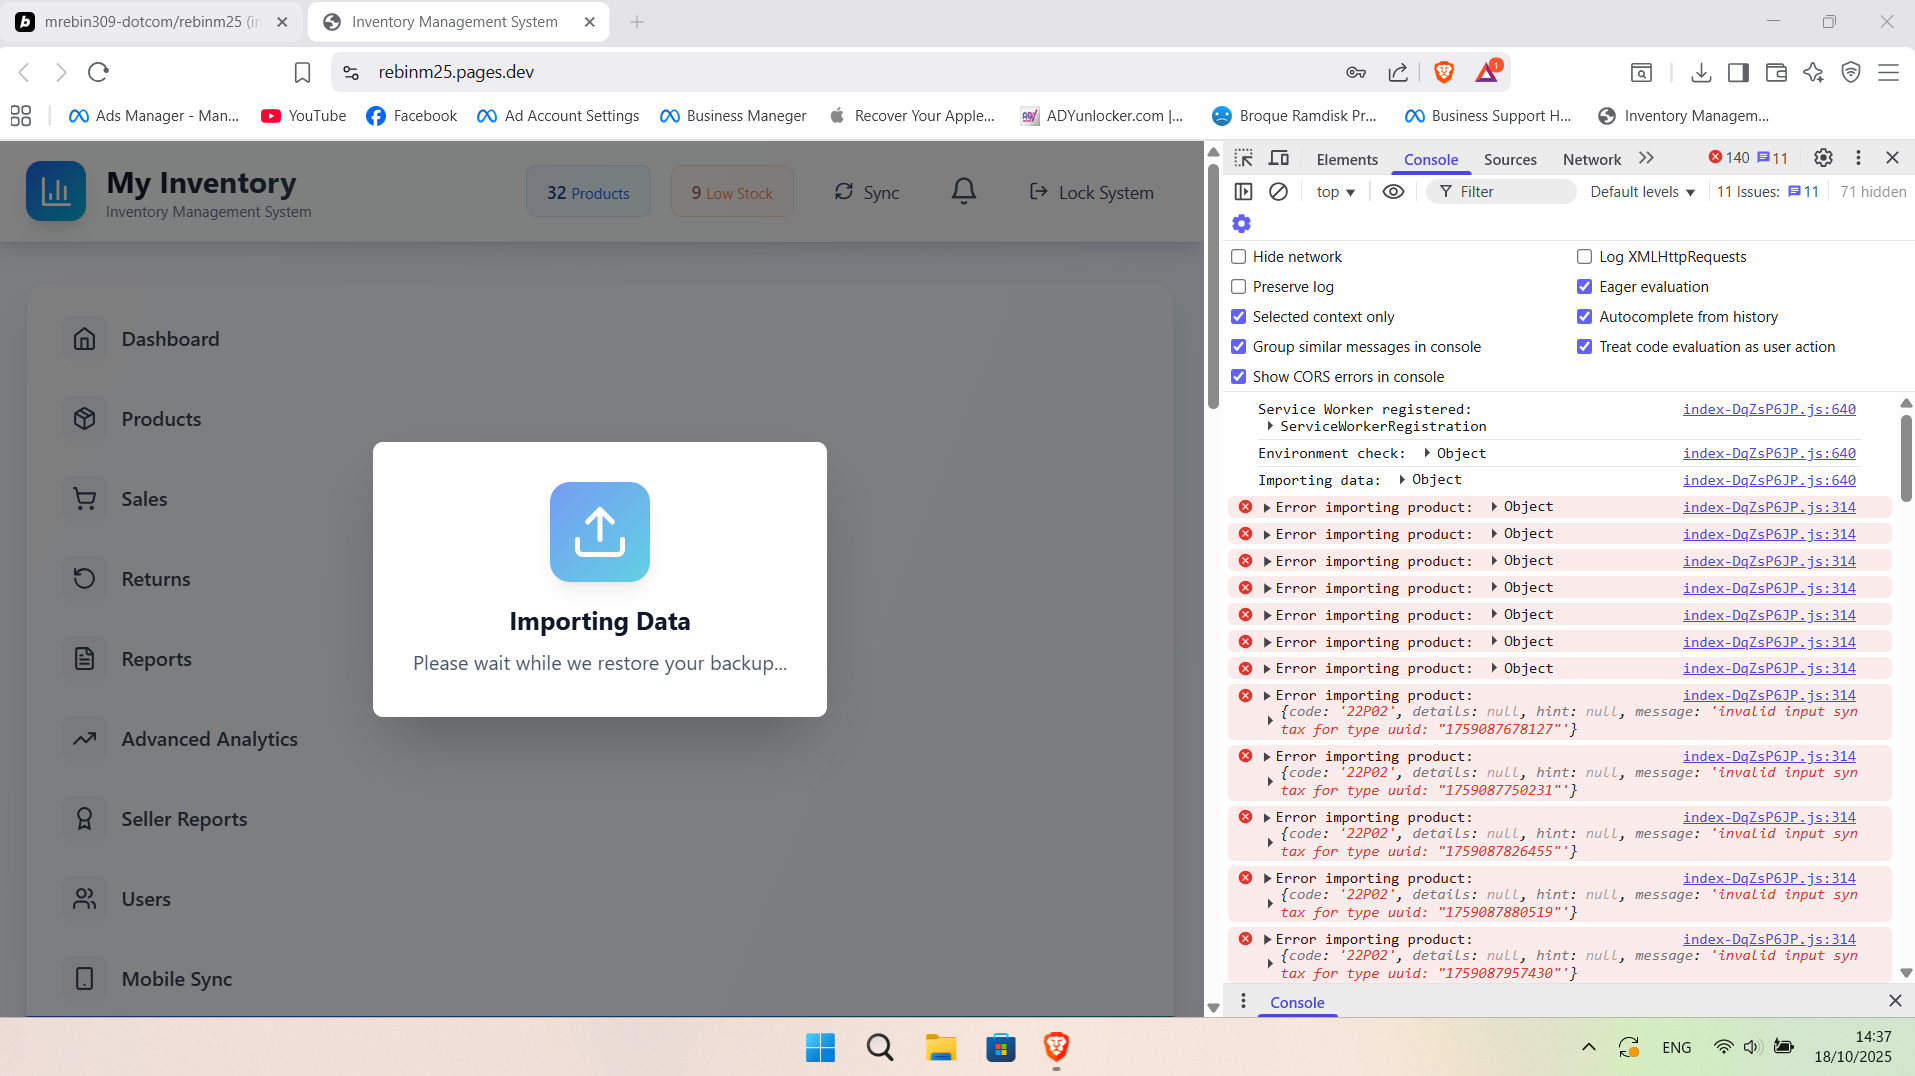 mrebin309-dotcom/rebinm25 (in
Inventory Management System
rebinm25.pages.dev
1
Ads Manager - Man...
YouTube
Facebook
Ad Account Settings
Business Maneger
Recover Your Apple...
ADYunlocker.com |...
Broque Ramdisk Pr...
Business Support H...
Inventory Managem...
My Inventory
Inventory Management System
32 Products
9 Low Stock
Sync
Lock System
Dashboard
Products
Sales
Returns
Reports
Advanced Analytics
Seller Reports
Users
Mobile Sync
Importing Data
Please wait while we restore your backup...
Elements
Console
Sources
Network
140
11
top
Filter
Default levels
11 Issues:
11
71 hidden
Hide network
Log XMLHttpRequests
Preserve log
Eager evaluation
Selected context only
Autocomplete from history
Group similar messages in console
Treat code evaluation as user action
Show CORS errors in console
Service Worker registered: index-DqZsP6JP.js:640
ServiceWorkerRegistration
Environment check: Object index-DqZsP6JP.js:640
Importing data: Object index-DqZsP6JP.js:640
Error importing product: Object index-DqZsP6JP.js:314
Error importing product: Object index-DqZsP6JP.js:314
Error importing product: Object index-DqZsP6JP.js:314
Error importing product: Object index-DqZsP6JP.js:314
Error importing product: Object index-DqZsP6JP.js:314
Error importing product: Object index-DqZsP6JP.js:314
Error importing product: Object index-DqZsP6JP.js:314
Error importing product: index-DqZsP6JP.js:314
{code: '22P02', details: null, hint: null, message: 'invalid input syn
tax for type uuid: "1759087678127"'}
Error importing product: index-DqZsP6JP.js:314
{code: '22P02', details: null, hint: null, message: 'invalid input syn
tax for type uuid: "1759087750231"'}
Error importing product: index-DqZsP6JP.js:314
{code: '22P02', details: null, hint: null, message: 'invalid input syn
tax for type uuid: "1759087826455"'}
Error importing product: index-DqZsP6JP.js:314
{code: '22P02', details: null, hint: null, message: 'invalid input syn
tax for type uuid: "1759087880519"'}
Error importing product: index-DqZsP6JP.js:314
{code: '22P02', details: null, hint: null, message: 'invalid input syn
tax for type uuid: "1759087957430"'}
Console
ENG
14:37
18/10/2025